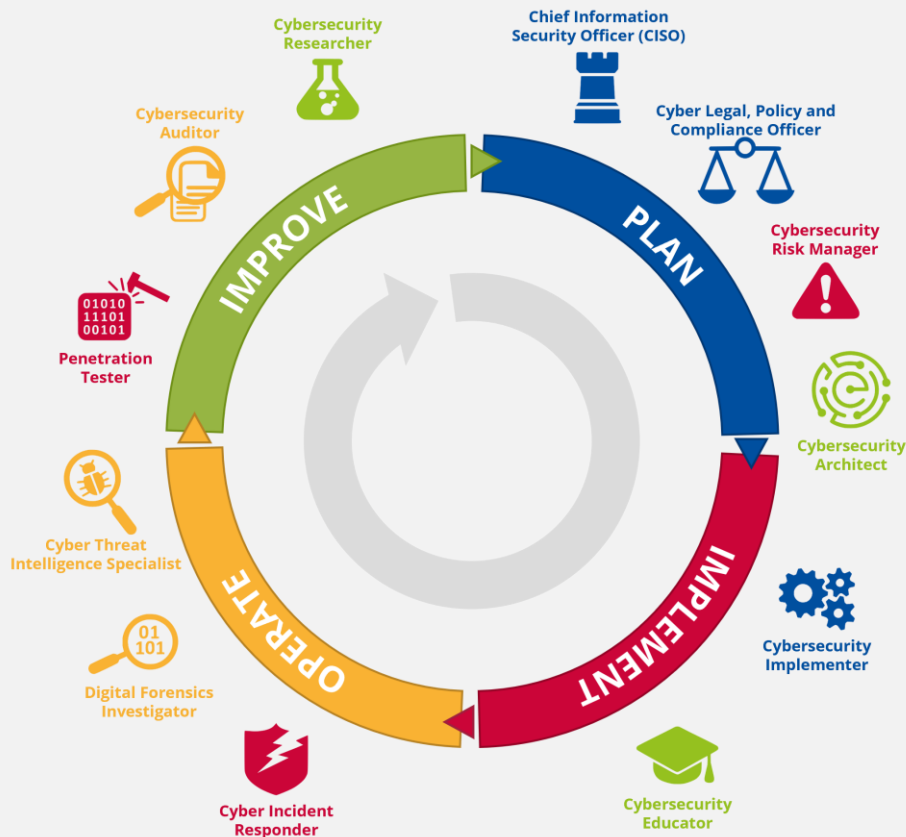 Cybersecurity
Researcher
Chief Information
Security Officer (CISO)
Cybersecurity
Auditor
Cyber Legal, Policy and
Compliance Officer
IMPROVE
PLAN
Cybersecurity
Risk Manager
01010
11101
00101
Penetration
Tester
Cybersecurity
Architect
Cyber Threat
Intelligence Specialist
OPERATE
IMPLEMENT
01
101
Cybersecurity
Implementer
Digital Forensics
Investigator
Cyber Incident
Responder
Cybersecurity
Educator